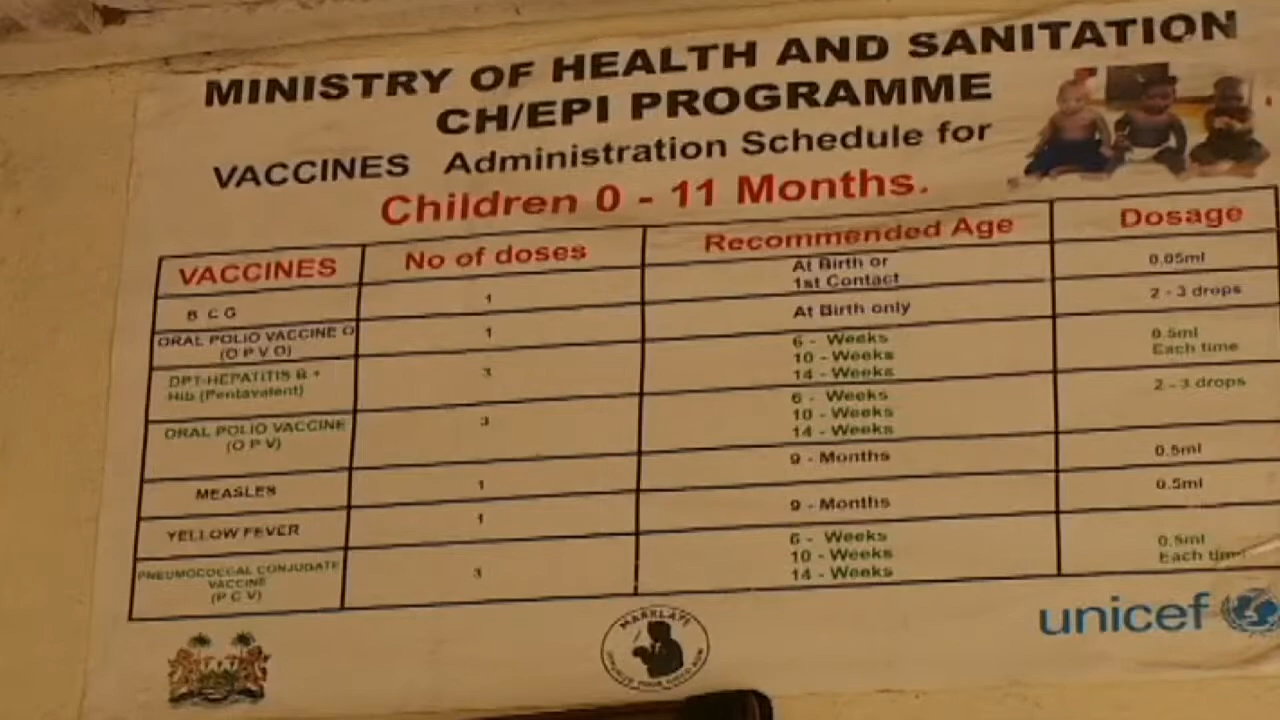 MINISTRY OF HEALTH AND SANITATION
CH/EPI PROGRAMME
VACCINES Administration Schedule for
Children 0 - 11 Months.
VACCINES No of doses Recommended Age Dosage
B C G 1 At Birth or 0.05ml
1st Contact
ORAL POLIO VACCINE O 1 At Birth only 2 - 3 drops
(O P V O)
DPT-HEPATITIS B + 3 6 - Weeks 0.5ml
Hib (Pentavalent) 10 - Weeks Each time
14 - Weeks
ORAL POLIO VACCINE 3 6 - Weeks 2 - 3 drops
(O P V) 10 - Weeks
14 - Weeks
MEASLES 1 9 - Months 0.5ml
YELLOW FEVER 1 9 - Months 0.5ml
PNEUMOCOCCAL CONJUDATE 3 6 - Weeks 0.5ml
VACCINE 10 - Weeks Each time
(P C V) 14 - Weeks
MARKLATE
YOUR CHILD NOW
unicef